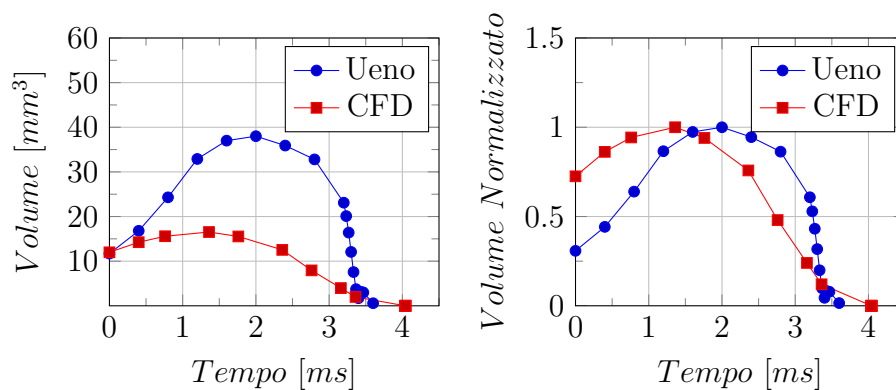 Volume [mm³]
60
50
40
30
20
10
0 1 2 3 4
Tempo [ms]
Ueno
CFD
Volume Normalizzato
1.5
1
0.5
0
0 1 2 3 4
Tempo [ms]
Ueno
CFD